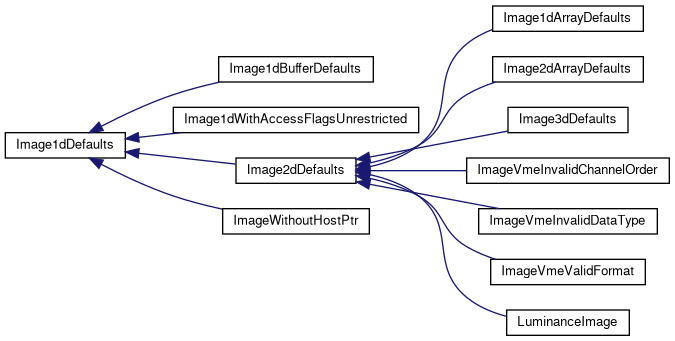 Image1dDefaults
Image1dBufferDefaults
Image1dWithAccessFlagsUnrestricted
Image2dDefaults
ImageWithoutHostPtr
Image1dArrayDefaults
Image2dArrayDefaults
Image3dDefaults
ImageVmeInvalidChannelOrder
ImageVmeInvalidDataType
ImageVmeValidFormat
LuminanceImage